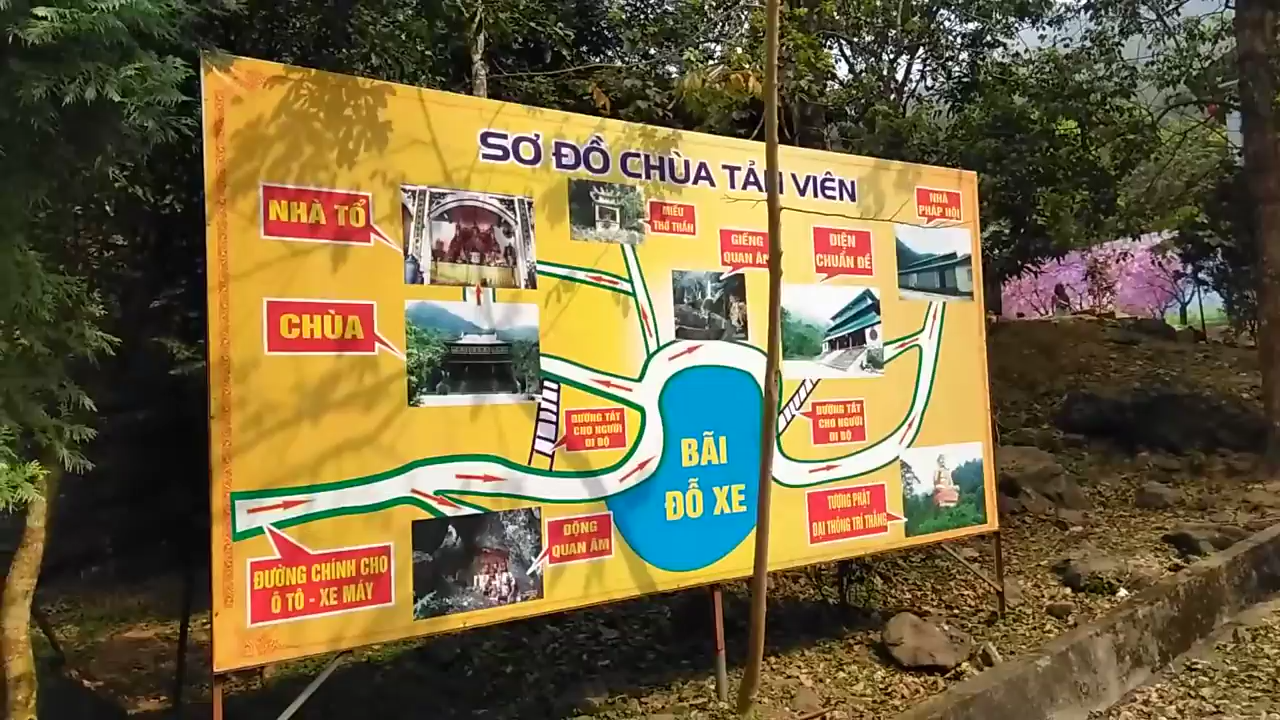 SƠ ĐỒ CHÙA TẢN VIÊN
NHÀ TỔ
MIẾU
THỜ THẦN
NHÀ
PHÁP HỘI
GIẾNG
QUAN ÂM
ĐIỆN
CHUẨN ĐỀ
CHÙA
ĐƯỜNG TẮT
CHO NGƯỜI
ĐI BỘ
ĐƯỜNG TẮT
CHO NGƯỜI
ĐI BỘ
BÃI
ĐỖ XE
TƯỢNG PHẬT
ĐẠI THÔNG TRÍ THẮNG
ĐỘNG
QUAN ÂM
ĐƯỜNG CHÍNH CHO
Ô TÔ - XE MÁY